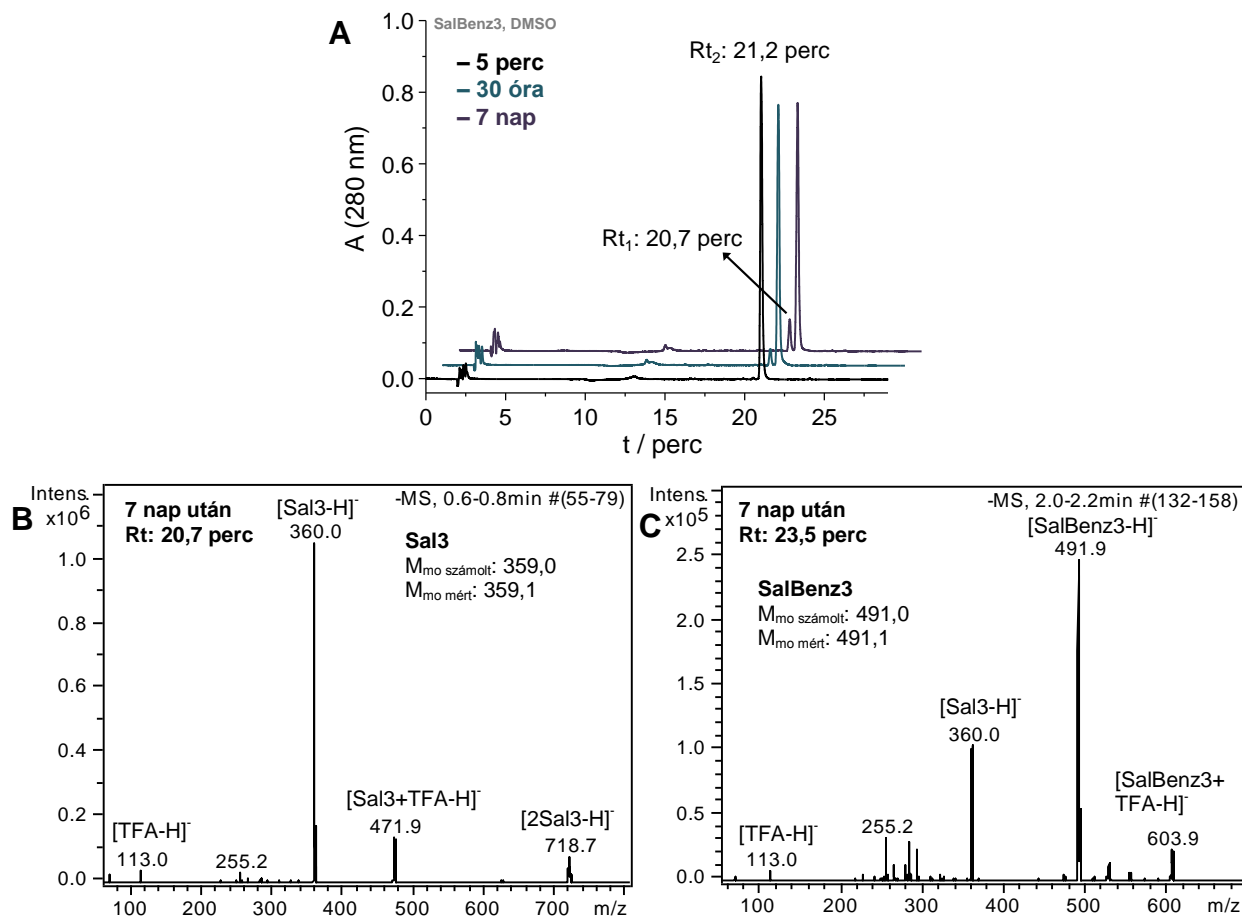 A
SalBenz3, DMSO
– 5 perc
– 30 óra
– 7 nap
Rt2: 21,2 perc
Rt1: 20,7 perc
A (280 nm)
1.0
0.8
0.6
0.4
0.2
0.0
0 5 10 15 20 25
t / perc
B
Intens.
x10^6
7 nap után
Rt: 20,7 perc
-MS, 0.6-0.8min #(55-79)
[Sal3-H]-
360.0
Sal3
Mmo számolt: 359,0
Mmo mért: 359,1
[Sal3+TFA-H]-
471.9
[2Sal3-H]-
718.7
[TFA-H]-
113.0
255.2
1.0
0.8
0.6
0.4
0.2
0.0
100 200 300 400 500 600 700 m/z
C
Intens.
x10^5
7 nap után
Rt: 23,5 perc
-MS, 2.0-2.2min #(132-158)
[SalBenz3-H]-
491.9
SalBenz3
Mmo számolt: 491,0
Mmo mért: 491,1
[Sal3-H]-
360.0
[SalBenz3+
TFA-H]-
603.9
[TFA-H]-
113.0
255.2
2.5
2.0
1.5
1.0
0.5
0.0
100 200 300 400 500 600 m/z